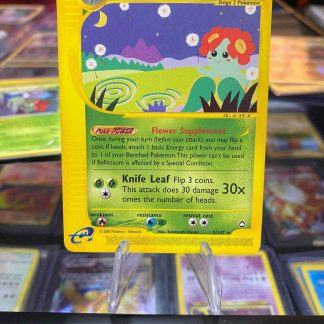 Stage 2 Pokémon
Poké-POWER Flower Supplement
Once during your turn (before your attack), you may flip
a coin. If heads, attach 1 basic Energy card from your hand
to 1 of your Benched Pokémon. This power can't be used
if Bellossom is affected by a Special Condition.
Knife Leaf Flip 3 coins.
This attack does 30 damage
times the number of heads.
30x
weakness resistance retreat cost
e